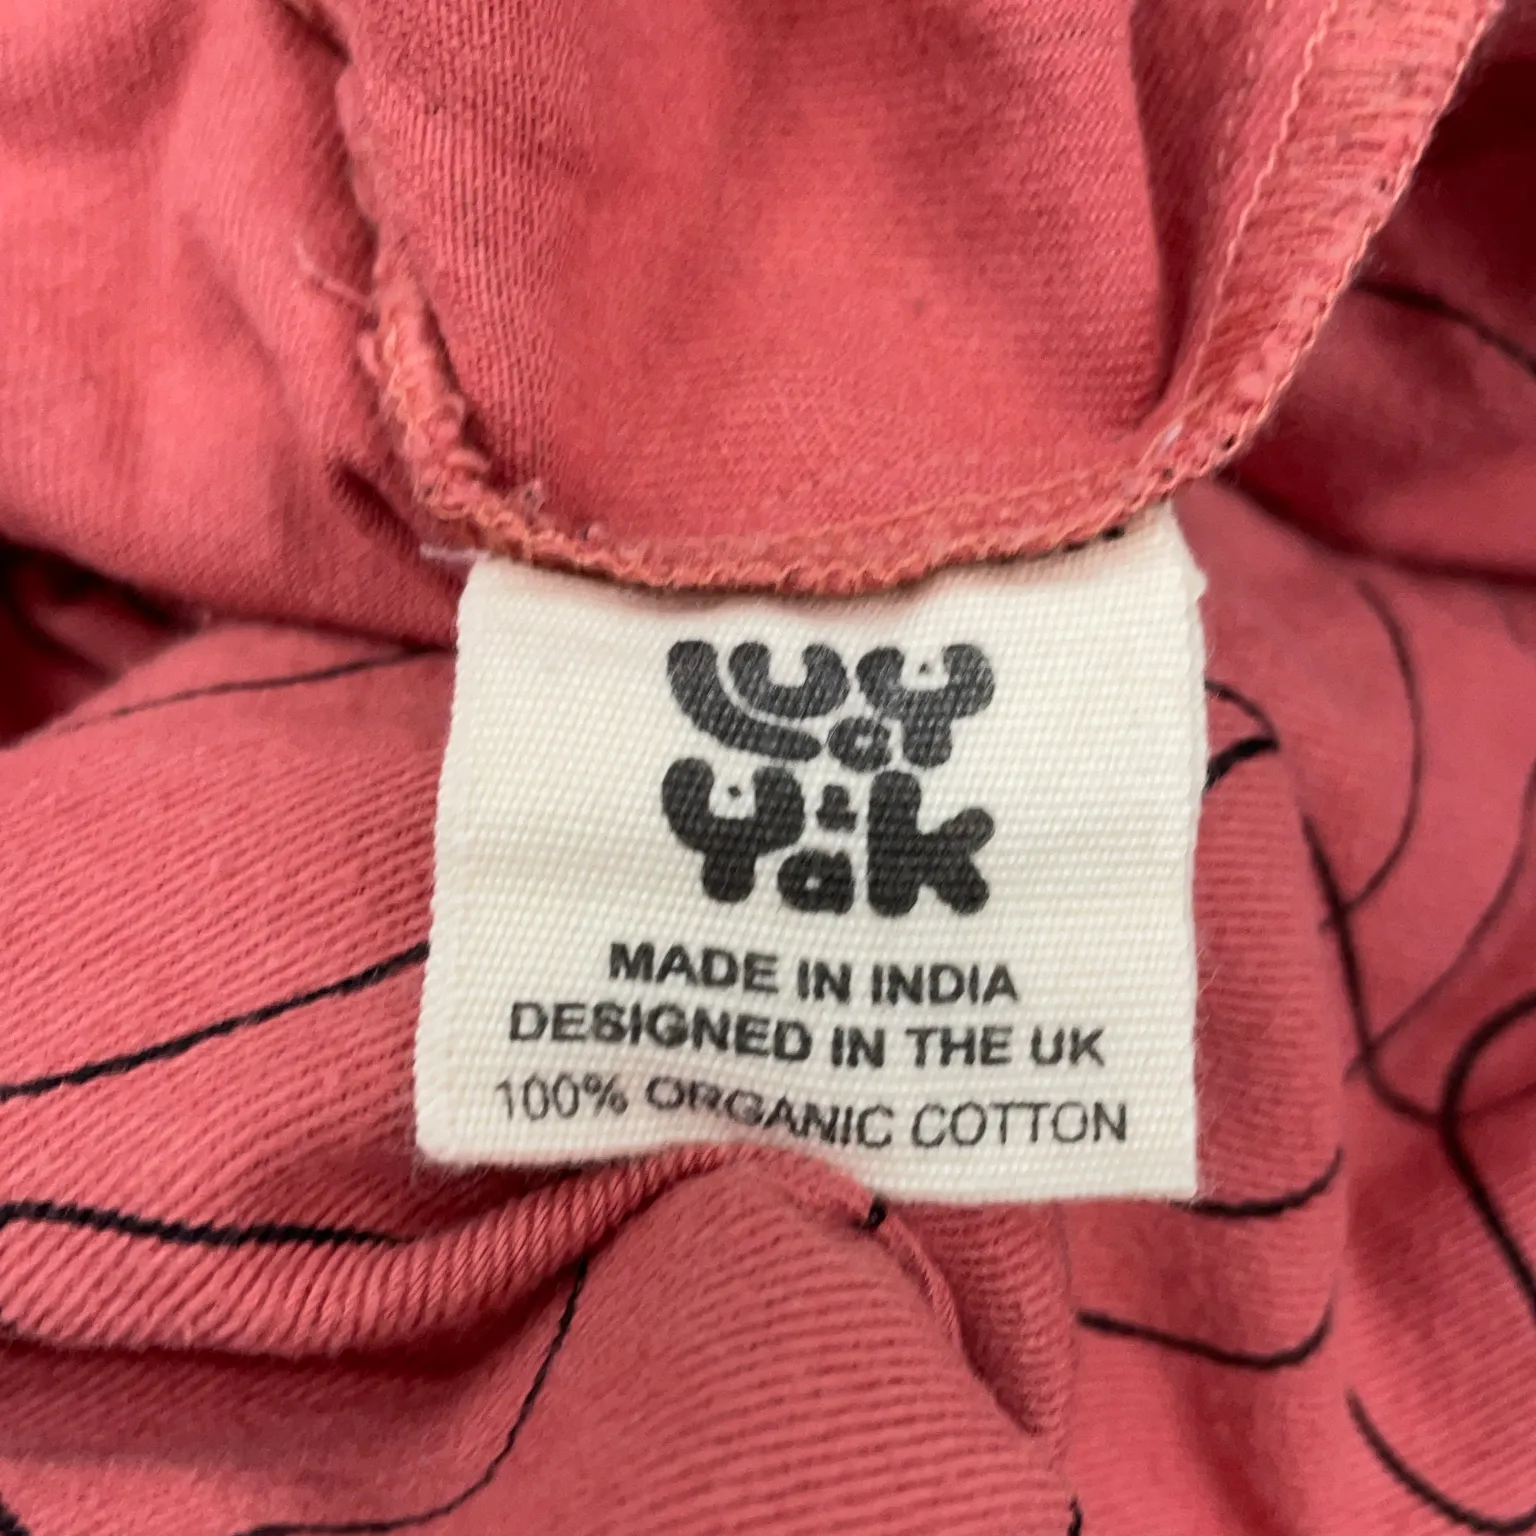 Lucy
&
Yak
MADE IN INDIA
DESIGNED IN THE UK
100% ORGANIC COTTON